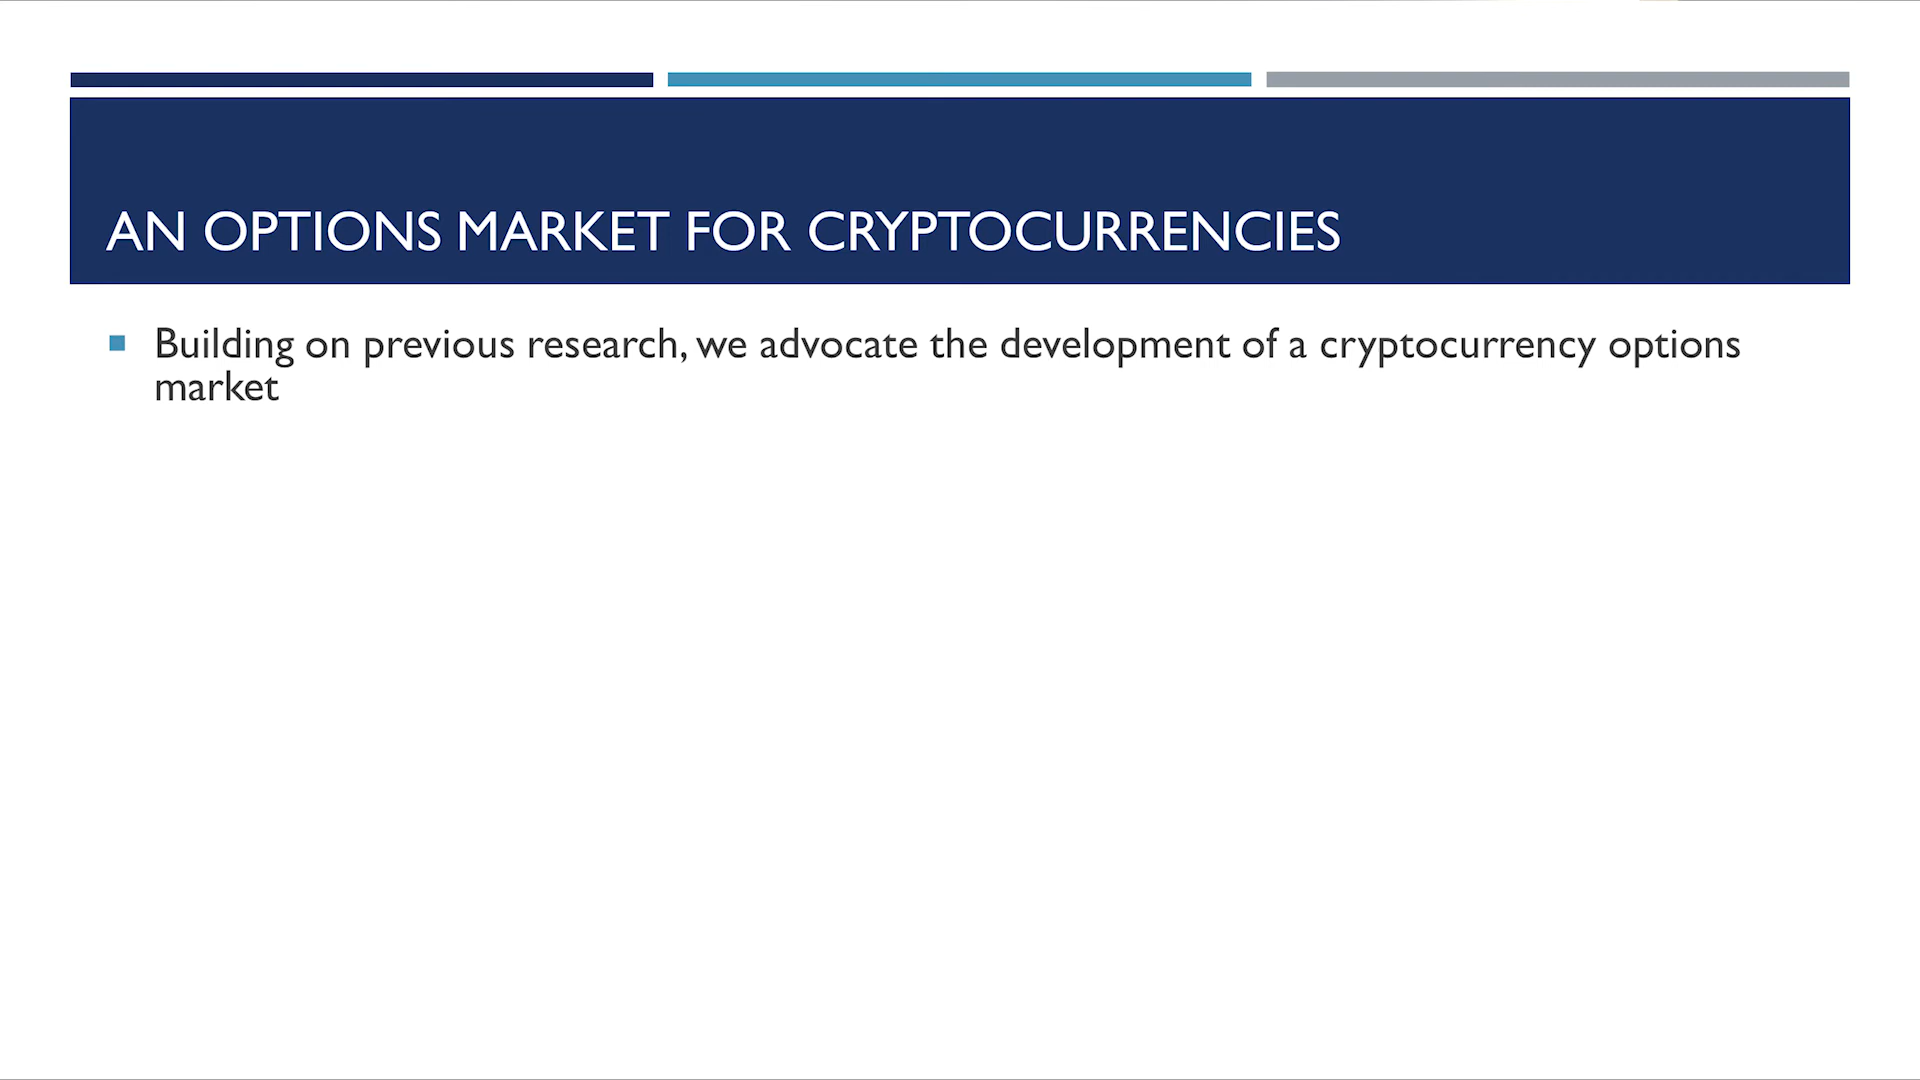 AN OPTIONS MARKET FOR CRYPTOCURRENCIES
Building on previous research, we advocate the development of a cryptocurrency options
market